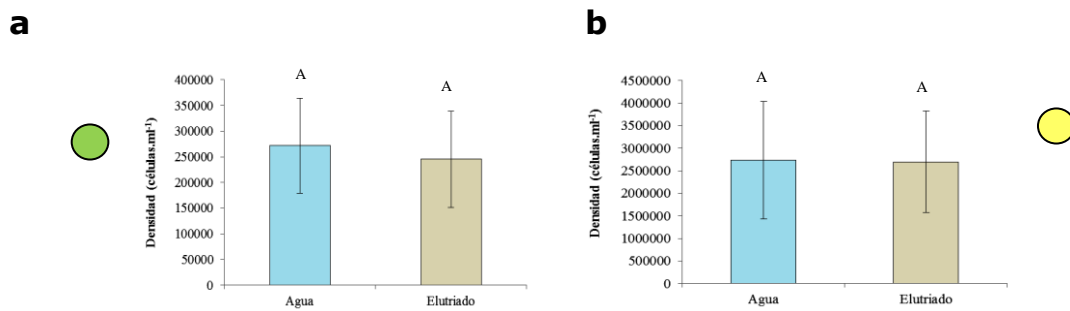 a
A
A
400000
350000
300000
250000
200000
150000
100000
50000
0
Densidad (células.ml⁻¹)
Agua
Elutriado
b
A
A
4500000
4000000
3500000
3000000
2500000
2000000
1500000
1000000
500000
0
Densidad (células.ml⁻¹)
Agua
Elutriado